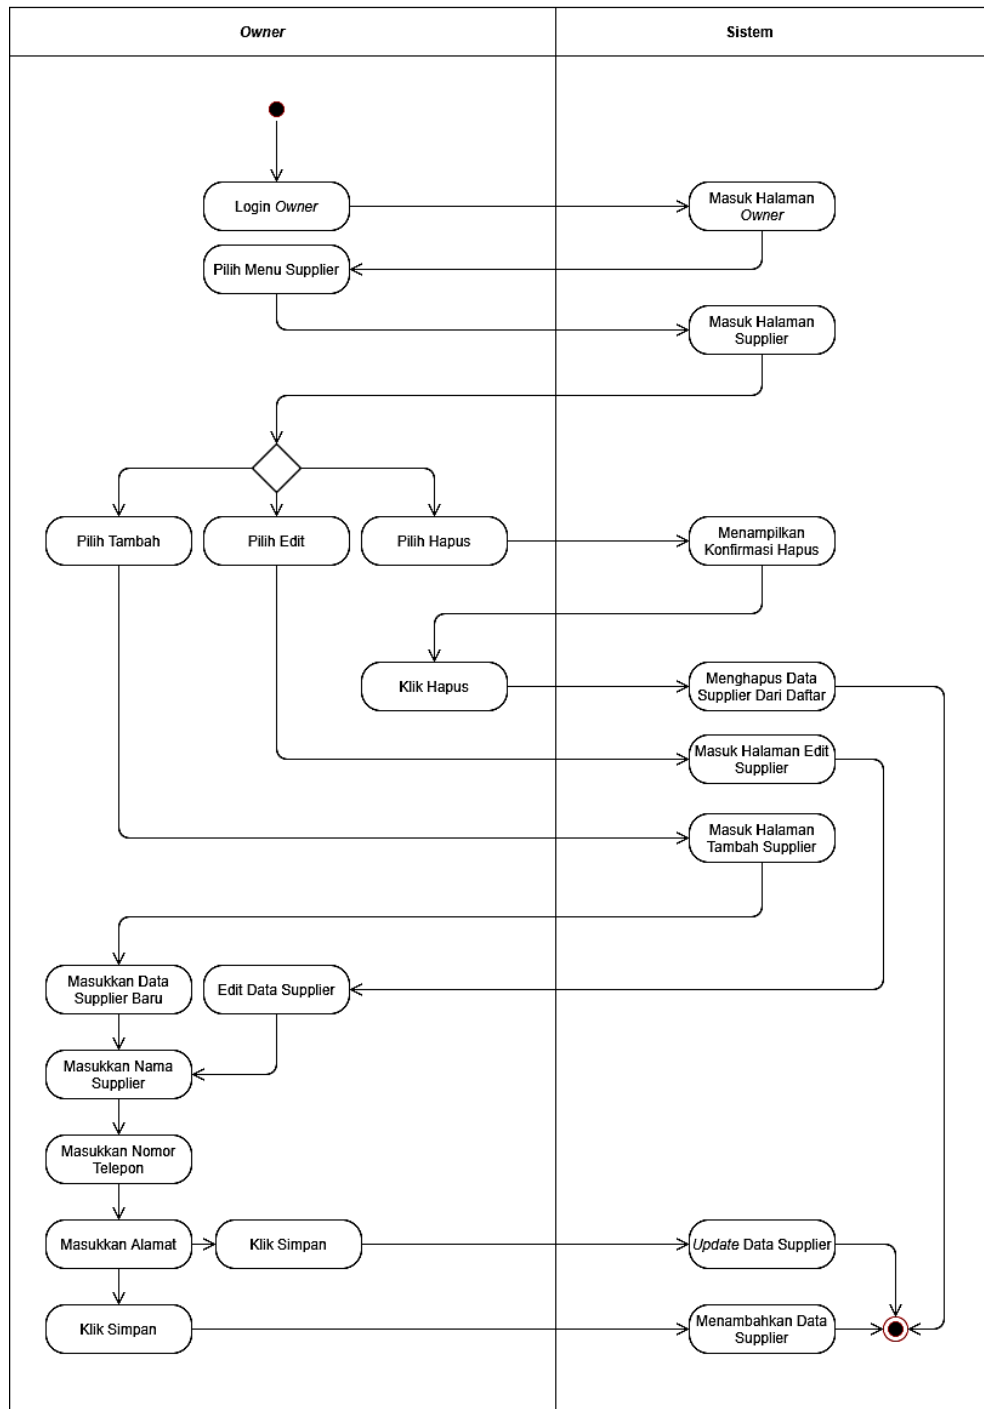 Owner
Sistem
Login Owner
Masuk Halaman
Owner
Pilih Menu Supplier
Masuk Halaman
Supplier
Pilih Tambah
Pilih Edit
Pilih Hapus
Menampilkan
Konfirmasi Hapus
Klik Hapus
Menghapus Data
Supplier Dari Daftar
Masuk Halaman Edit
Supplier
Masuk Halaman
Tambah Supplier
Masukkan Data
Supplier Baru
Edit Data Supplier
Masukkan Nama
Supplier
Masukkan Nomor
Telepon
Masukkan Alamat
Klik Simpan
Update Data Supplier
Klik Simpan
Menambahkan Data
Supplier